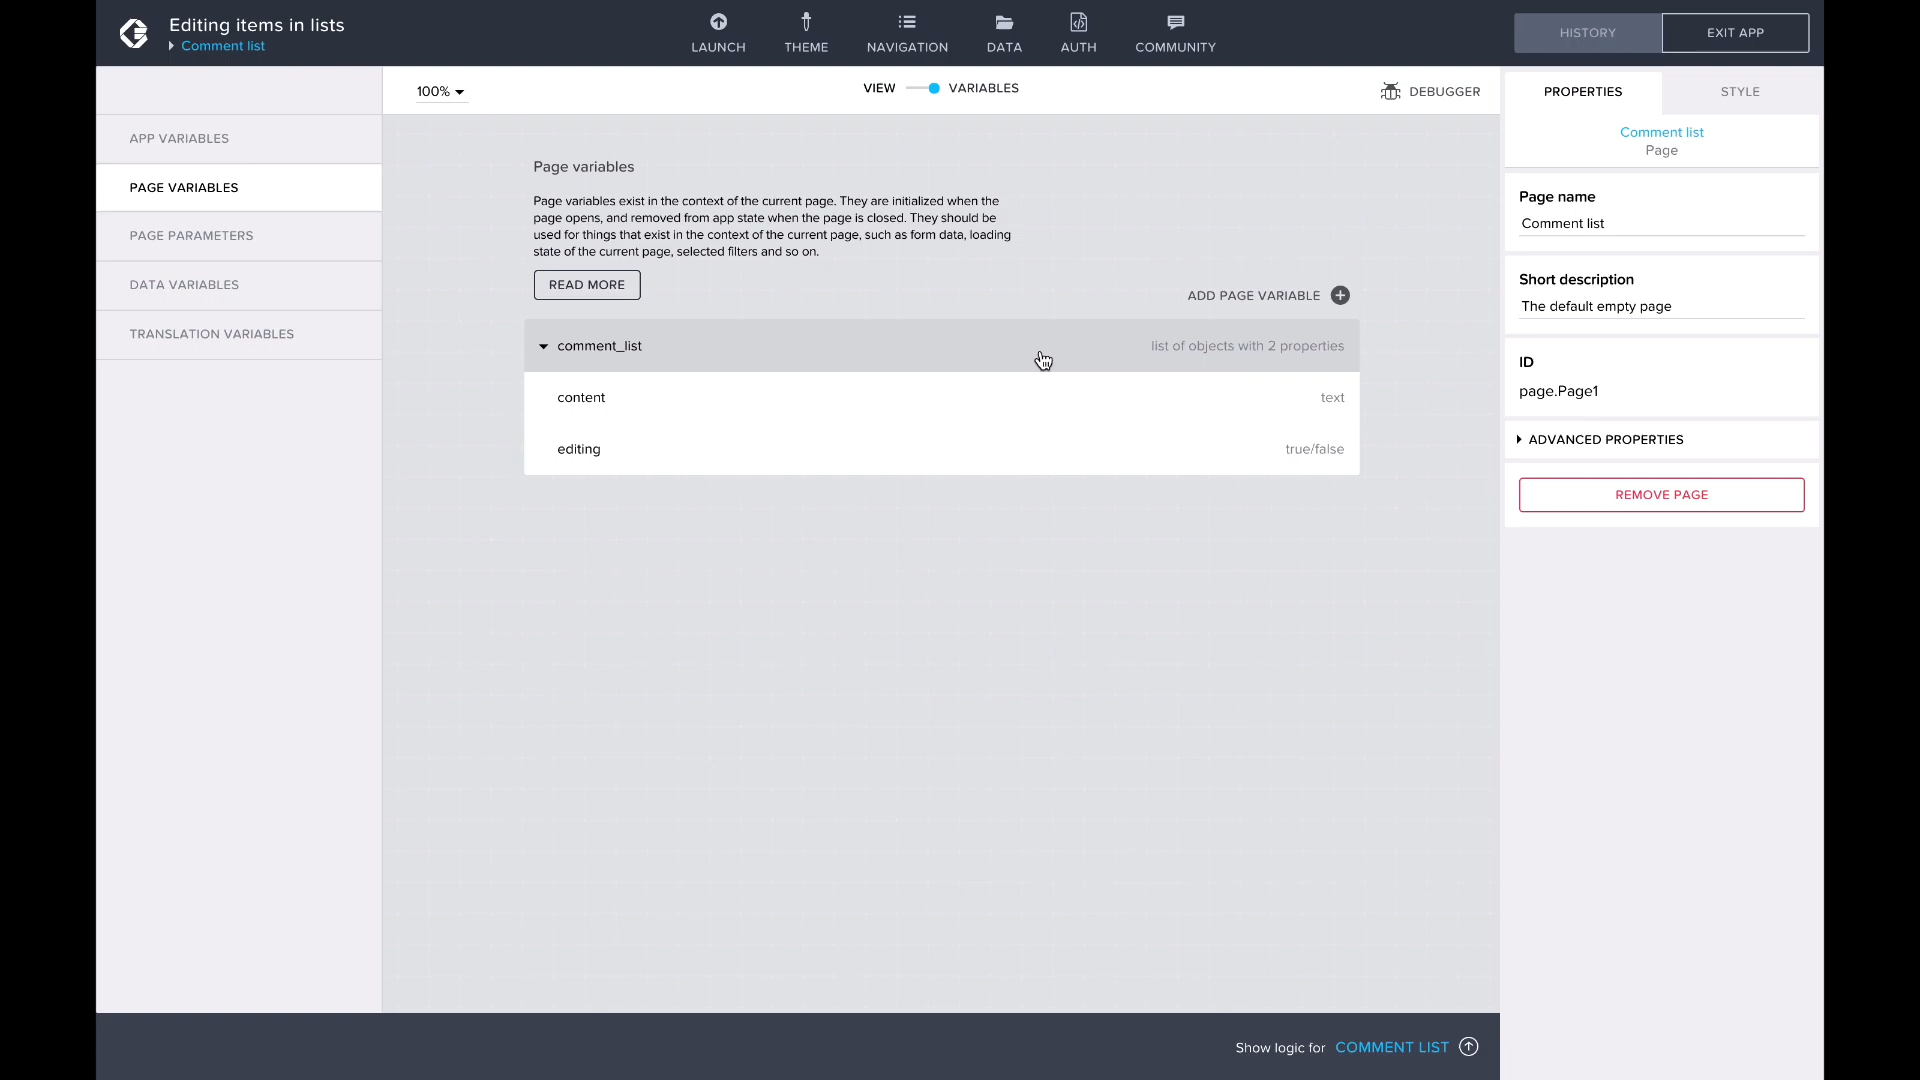 Editing items in lists
Comment list
LAUNCH
THEME
NAVIGATION
DATA
AUTH
COMMUNITY
HISTORY
EXIT APP
100%
VIEW
VARIABLES
DEBUGGER
PROPERTIES
STYLE
APP VARIABLES
PAGE VARIABLES
PAGE PARAMETERS
DATA VARIABLES
TRANSLATION VARIABLES
Page variables
Page variables exist in the context of the current page. They are initialized when the
page opens, and removed from app state when the page is closed. They should be
used for things that exist in the context of the current page, such as form data, loading
state of the current page, selected filters and so on.
READ MORE
ADD PAGE VARIABLE
comment_list
list of objects with 2 properties
content
text
editing
true/false
Comment list
Page
Page name
Comment list
Short description
The default empty page
ID
page.Page1
ADVANCED PROPERTIES
REMOVE PAGE
Show logic for COMMENT LIST